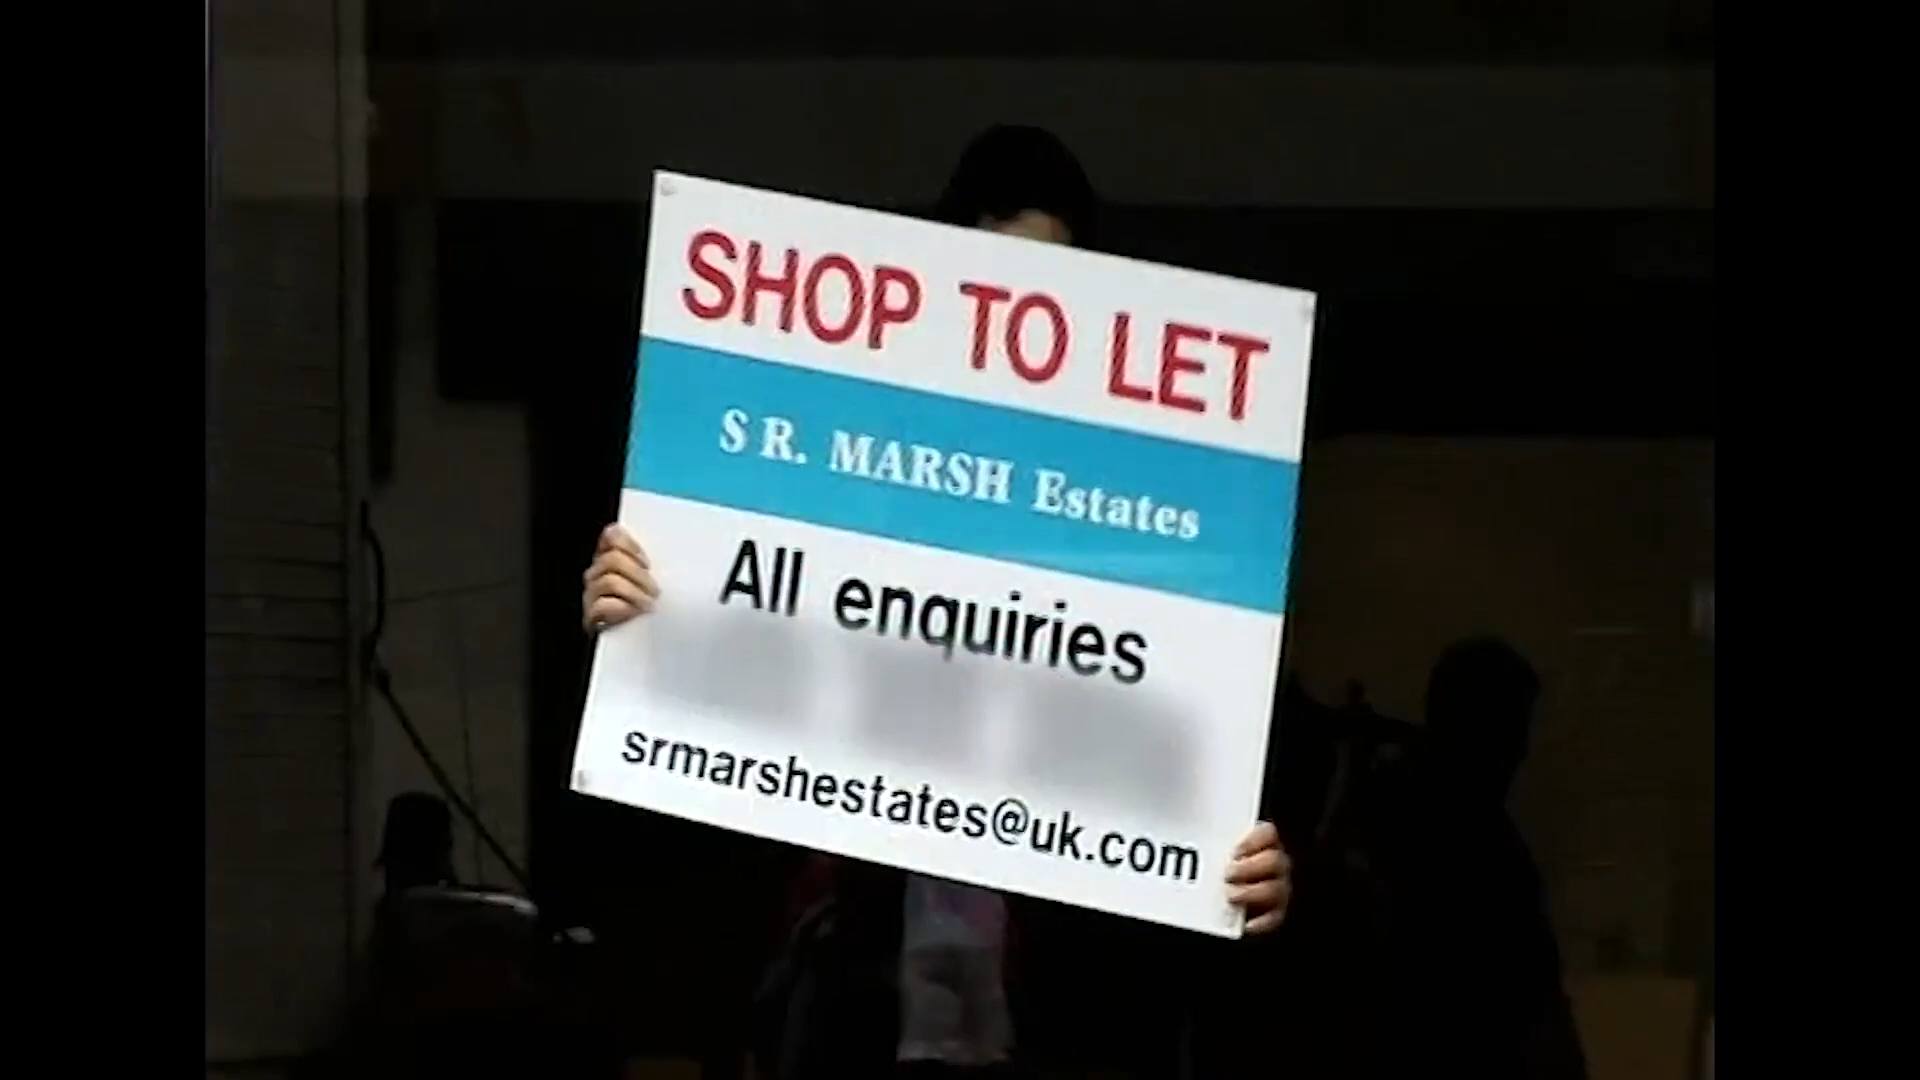 SHOP TO LET
S R. MARSH Estates
All enquiries
srmarshestates@uk.com